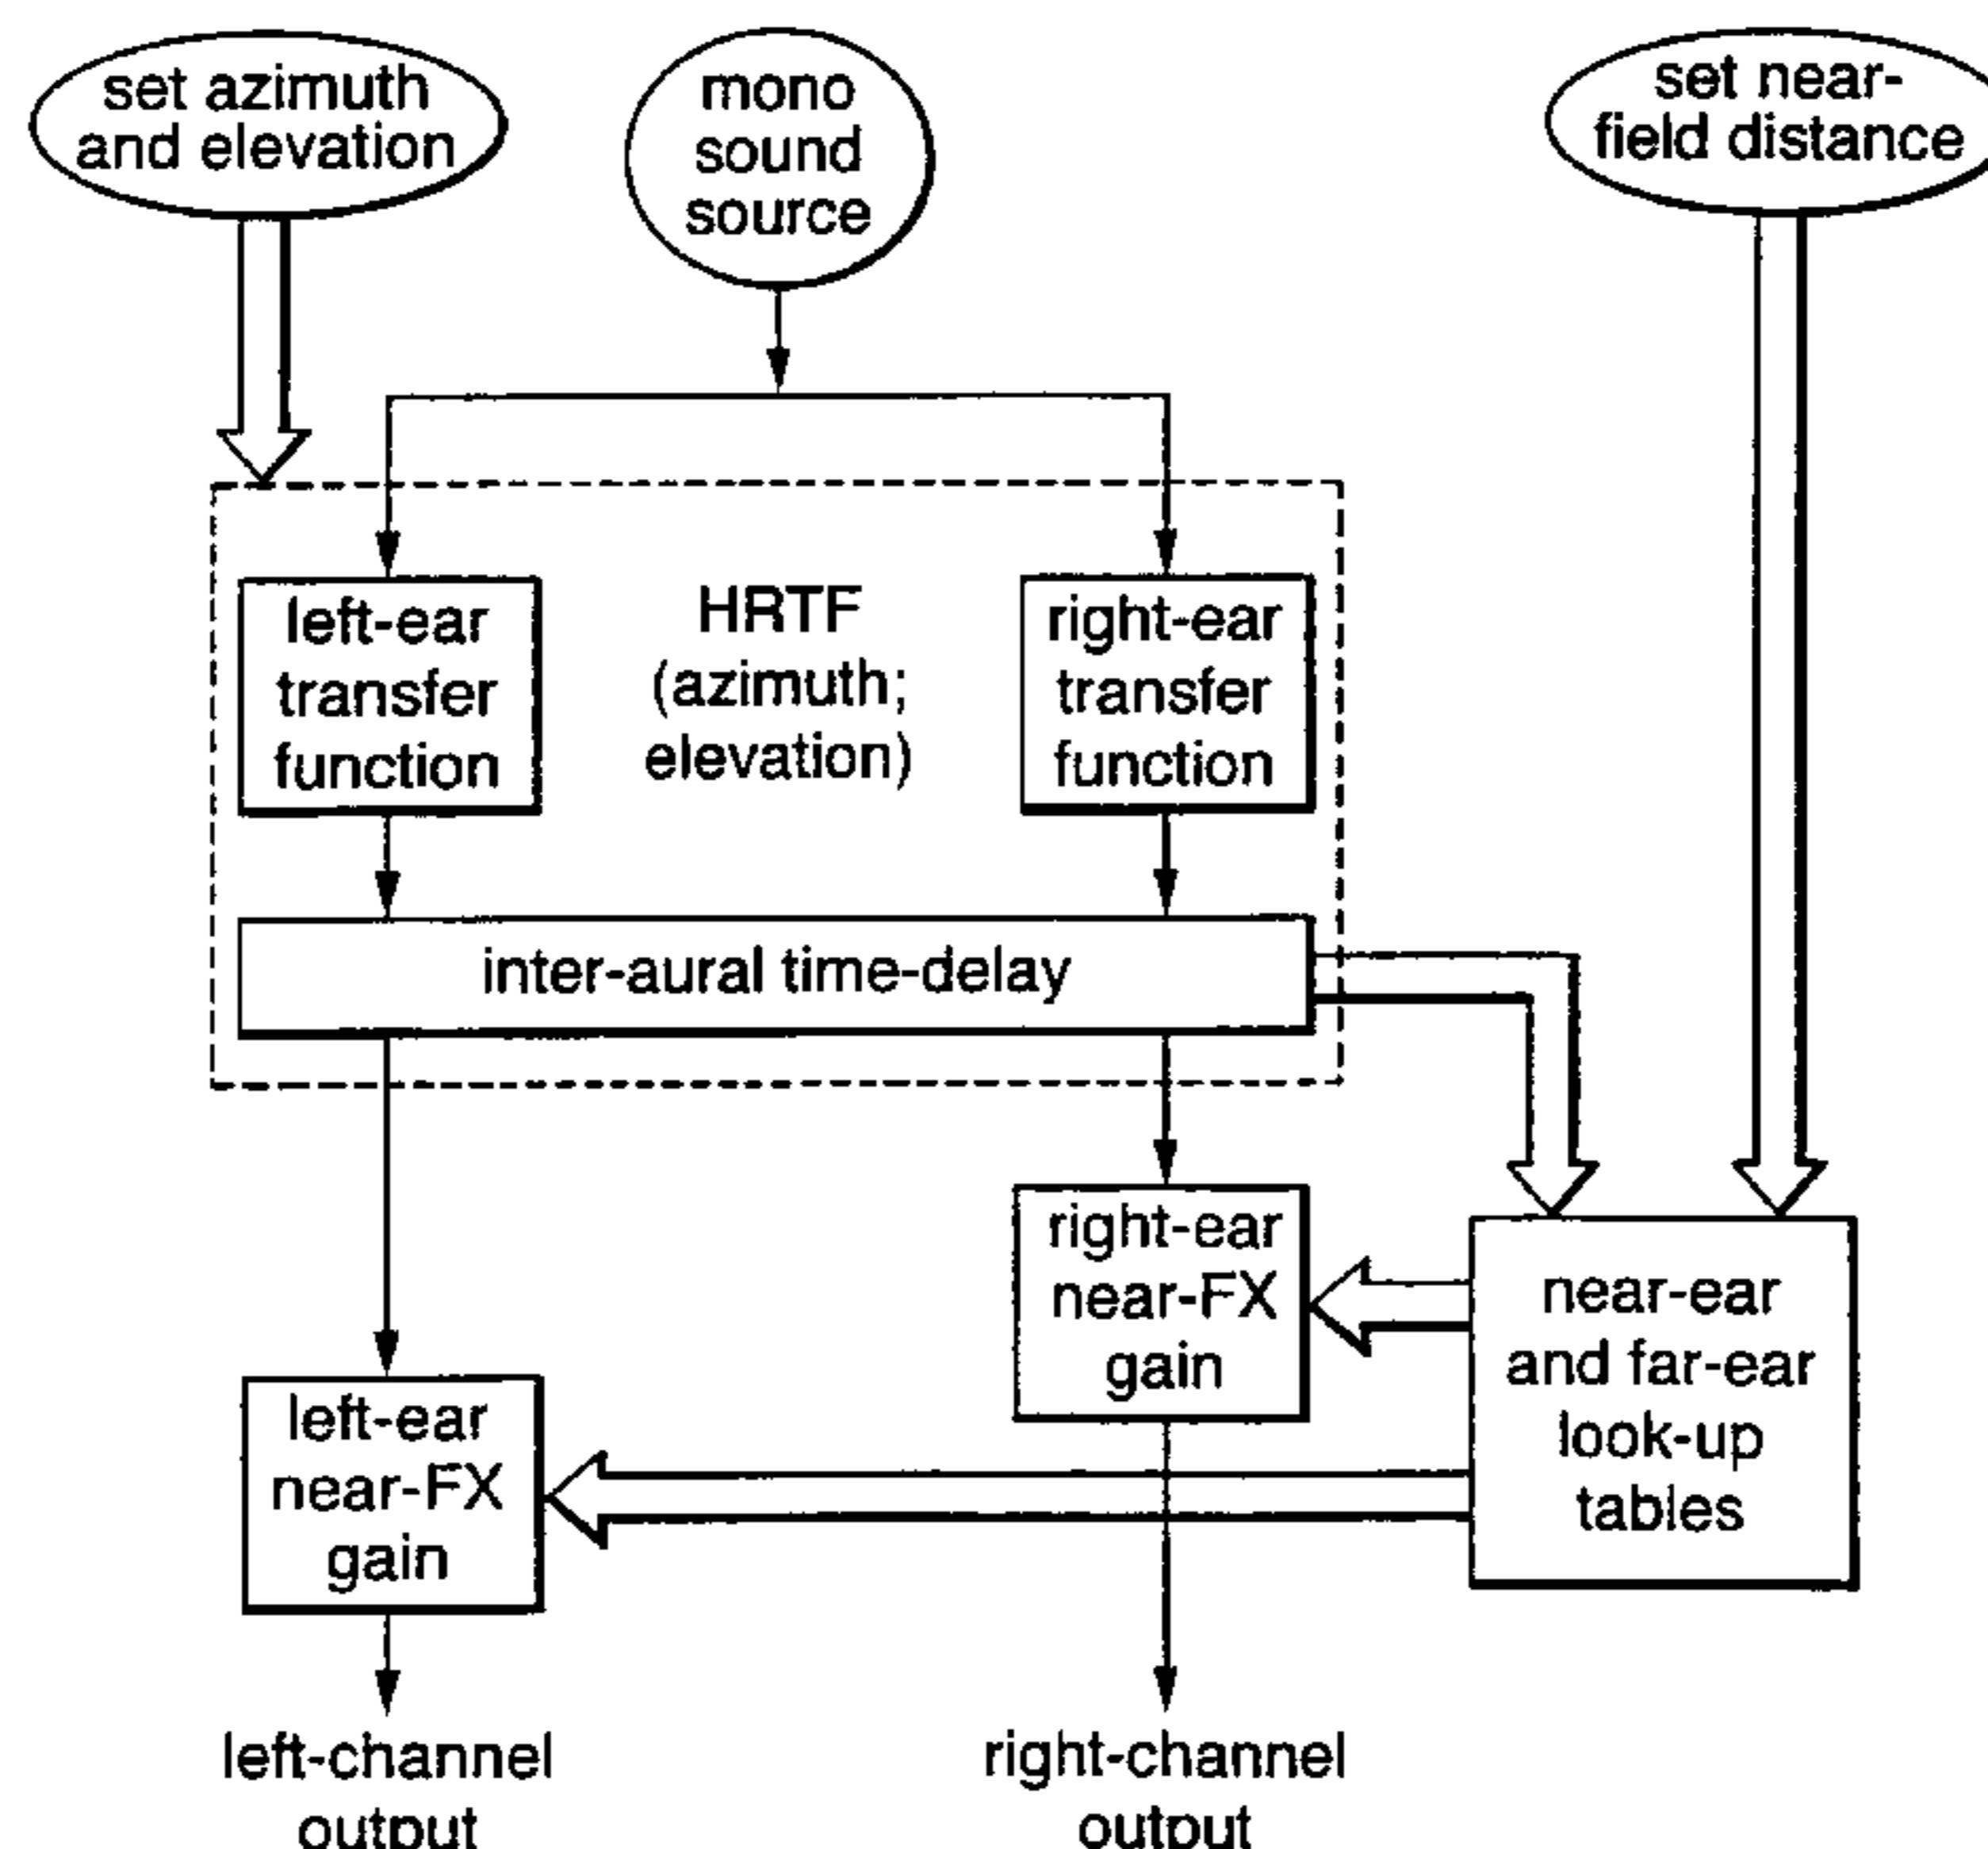 set azimuth
and elevation
mono
sound
source
set near-
field distance
left-ear
transfer
function
HRTF
(azimuth;
elevation)
right-ear
transfer
function
inter-aural time-delay
right-ear
near-FX
gain
near-ear
and far-ear
look-up
tables
left-ear
near-FX
gain
left-channel
output
right-channel
output